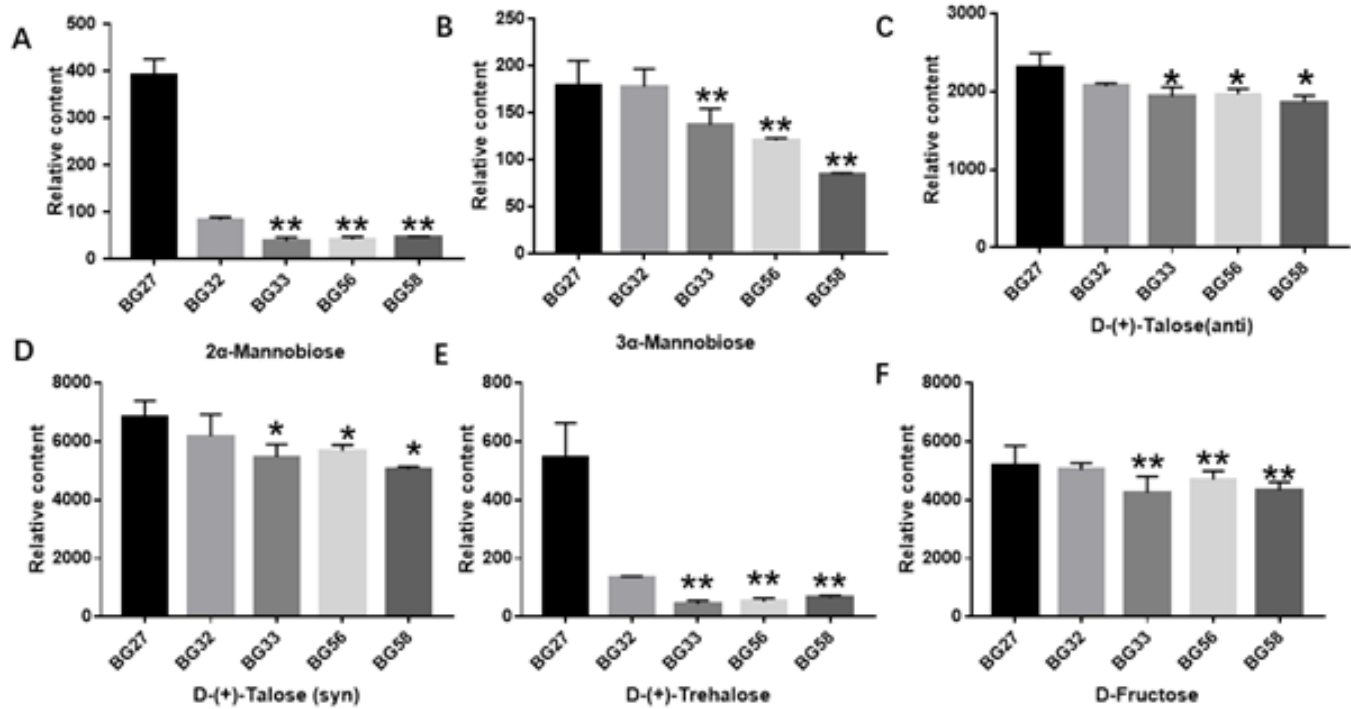 A
Relative content
500
400
300
200
100
0
** ** **
BG27 BG32 BG33 BG56 BG58
2α-Mannobiose
B
Relative content
250
200
150
100
50
0
** ** **
BG27 BG32 BG33 BG56 BG58
3α-Mannobiose
C
Relative content
3000
2000
1000
0
* * *
BG27 BG32 BG33 BG56 BG58
D-(+)-Talose(anti)
D
Relative content
8000
6000
4000
2000
0
* * *
BG27 BG32 BG33 BG56 BG58
D-(+)-Talose (syn)
E
Relative content
800
600
400
200
0
** ** **
BG27 BG32 BG33 BG56 BG58
D-(+)-Trehalose
F
Relative content
8000
6000
4000
2000
0
** ** **
BG27 BG32 BG33 BG56 BG58
D-Fructose